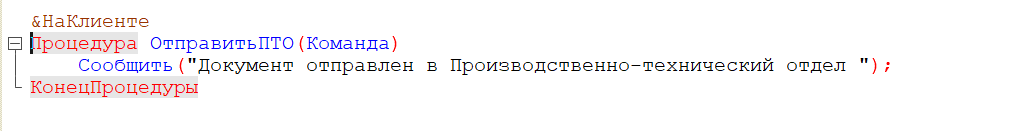 &НаКлиенте
Процедура ОтправитьПТО(Команда)
Сообщить("Документ отправлен в Производственно-технический отдел ");
КонецПроцедуры